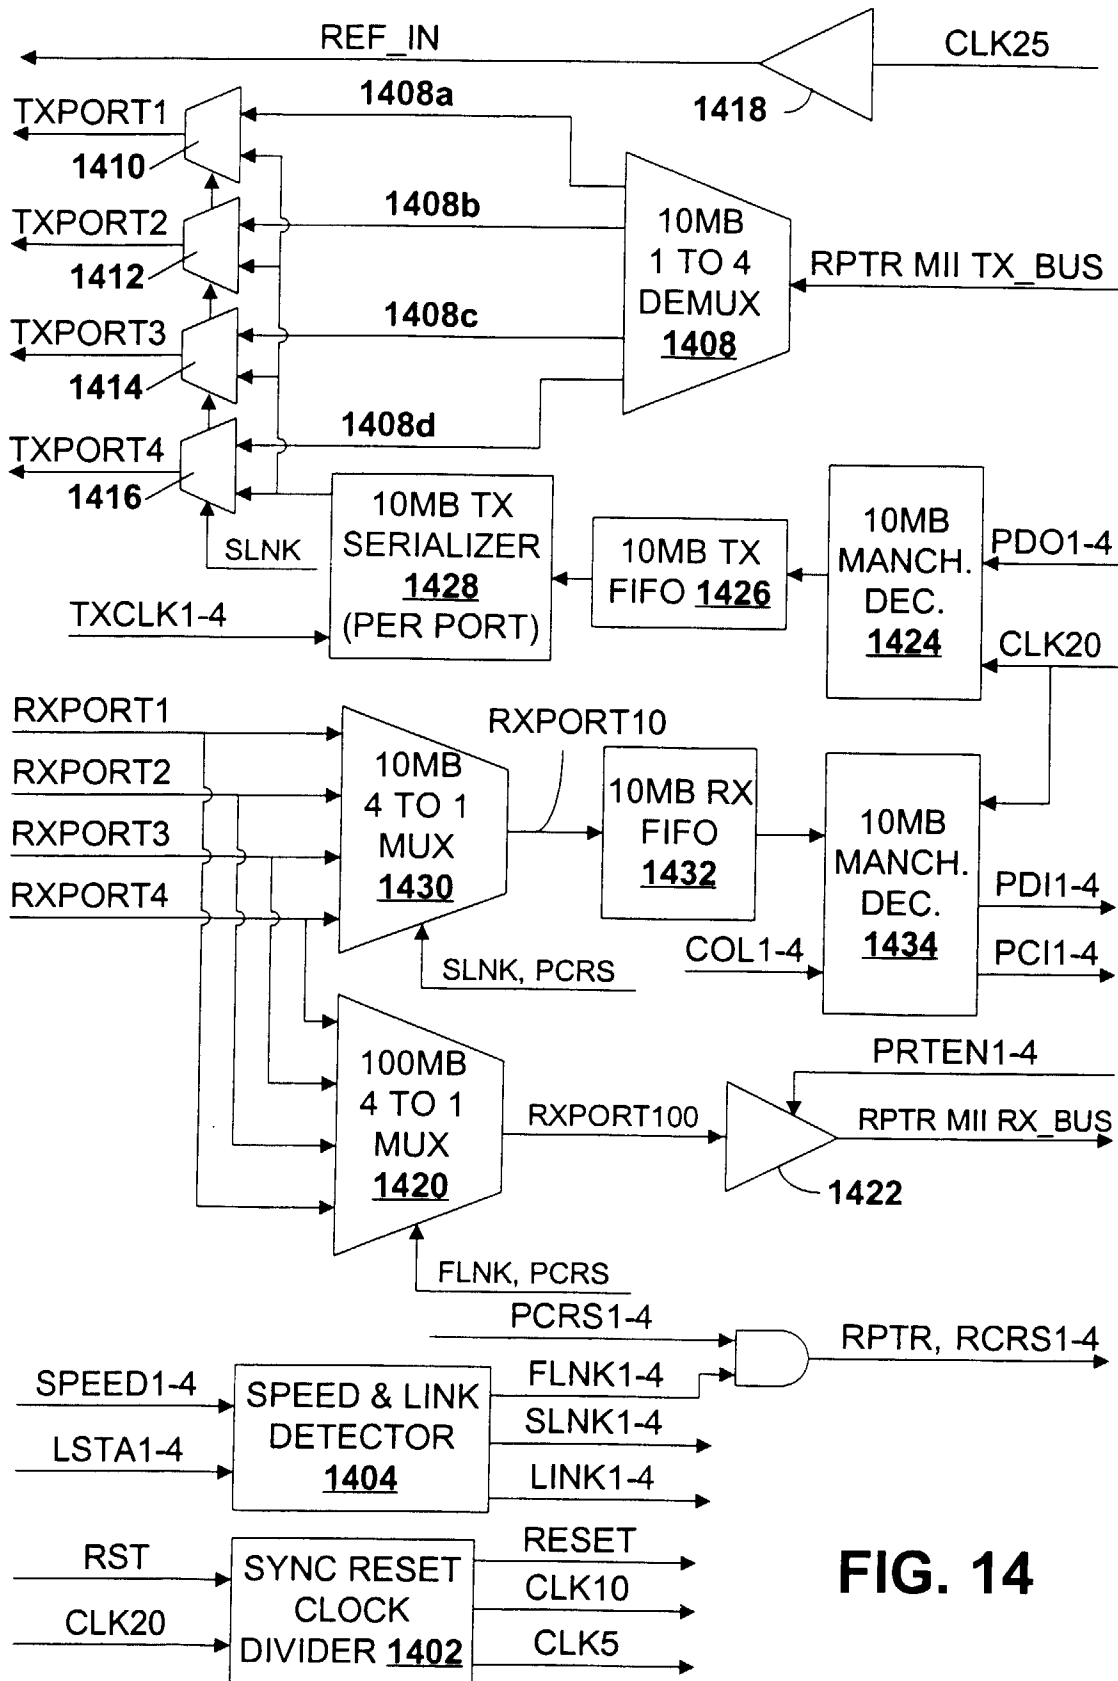 REF_IN
CLK25
1418
TXPORT1
1410
1408a
TXPORT2
1412
1408b
10MB
1 TO 4
DEMUX
1408
RPTR MII TX_BUS
TXPORT3
1414
1408c
TXPORT4
1416
1408d
SLNK
10MB TX
SERIALIZER
1428
(PER PORT)
TXCLK1-4
10MB TX
FIFO 1426
10MB
MANCH.
DEC.
1424
PDO1-4
CLK20
RXPORT1
RXPORT2
RXPORT3
RXPORT4
10MB
4 TO 1
MUX
1430
RXPORT10
SLNK, PCRS
10MB RX
FIFO
1432
10MB
MANCH.
DEC.
1434
COL1-4
PDI1-4
PCI1-4
100MB
4 TO 1
MUX
1420
RXPORT100
FLNK, PCRS
PRTEN1-4
RPTR MII RX_BUS
1422
PCRS1-4
RPTR, RCRS1-4
SPEED1-4
LSTA1-4
SPEED & LINK
DETECTOR
1404
FLNK1-4
SLNK1-4
LINK1-4
RST
CLK20
SYNC RESET
CLOCK
DIVIDER 1402
RESET
CLK10
CLK5
FIG. 14